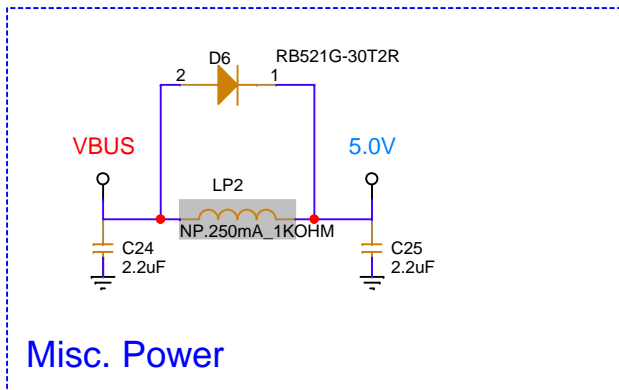 D6 RB521G-30T2R
2 1
VBUS 5.0V
LP2
NP.250mA_1KOHM
C24 C25
2.2uF 2.2uF
Misc. Power